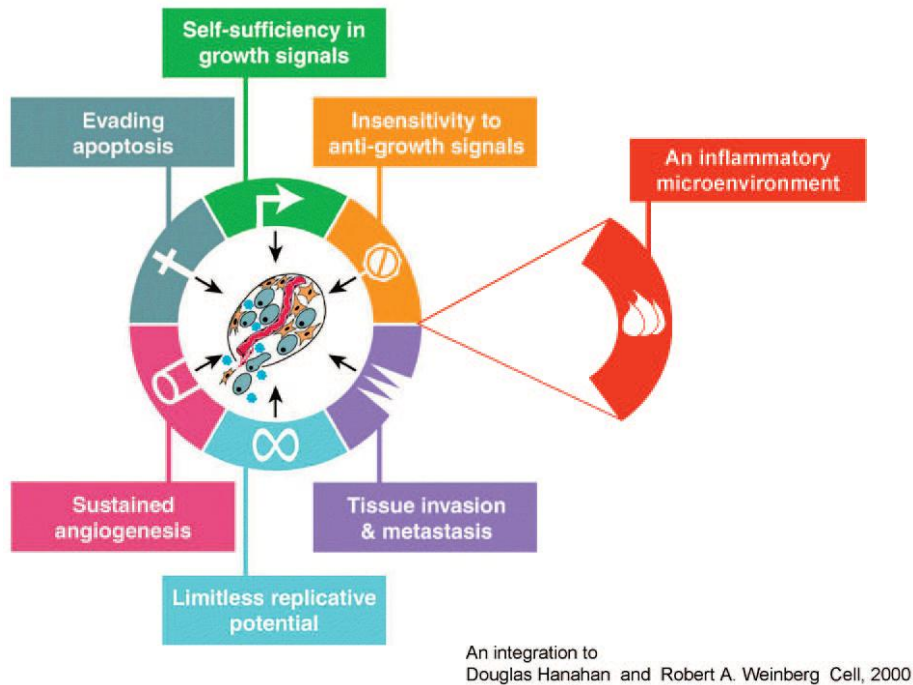 Self-sufficiency in
growth signals
Evading
apoptosis
Insensitivity to
anti-growth signals
An inflammatory
microenvironment
Sustained
angiogenesis
Tissue invasion
& metastasis
Limitless replicative
potential
An integration to
Douglas Hanahan and Robert A. Weinberg Cell, 2000